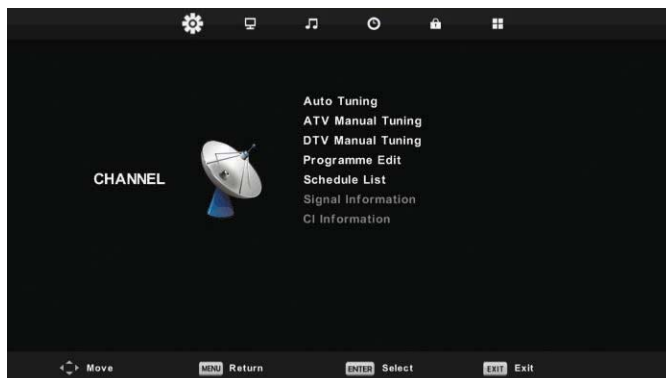 Auto Tuning
ATV Manual Tuning
DTV Manual Tuning
Programme Edit
CHANNEL
Schedule List
Signal Information
CI Information
Move
MENU Return
ENTER Select
EXIT Exit